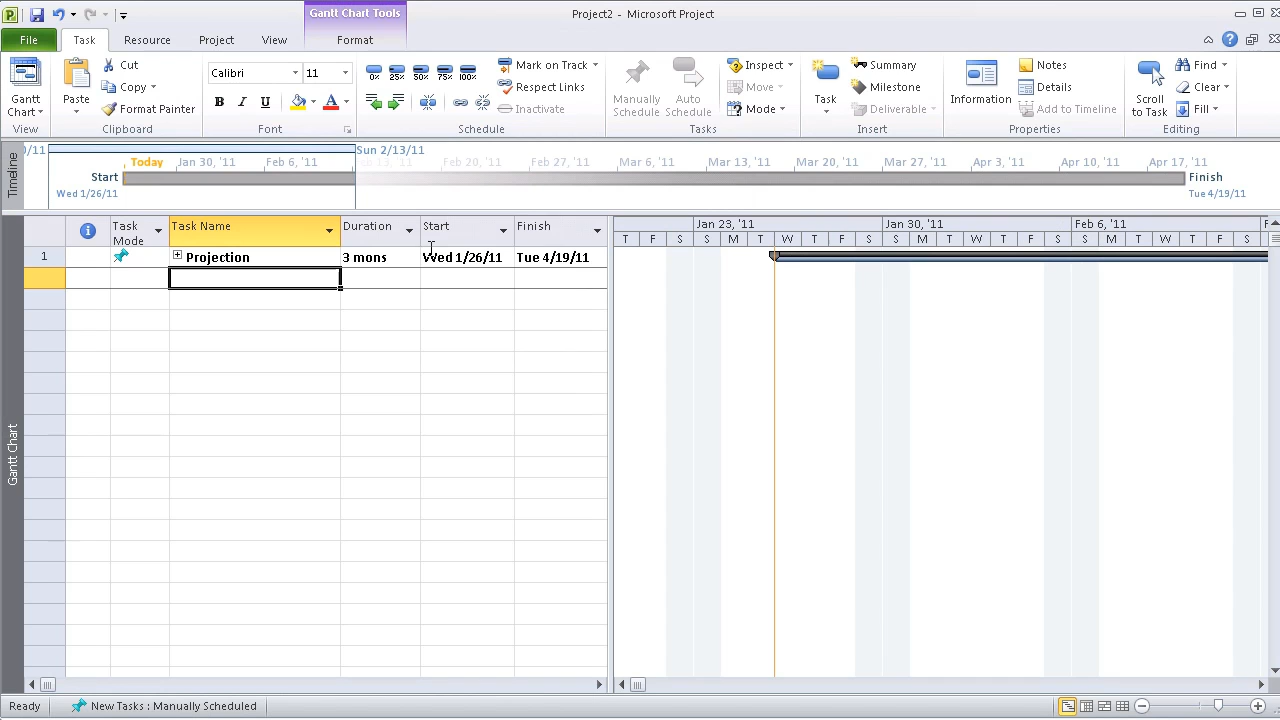 Gantt Chart Tools
Project2 - Microsoft Project
File Task Resource Project View Format
Gantt Chart
View
Paste
Cut
Copy
Format Painter
Clipboard
Calibri 11
B I U A
Font
0% 25% 50% 75% 100%
Mark on Track
Respect Links
Inactivate
Schedule
Manually Schedule
Auto Schedule
Inspect
Move
Mode
Tasks
Task
Summary
Milestone
Deliverable
Insert
Information
Notes
Details
Add to Timeline
Properties
Scroll to Task
Find
Clear
Fill
Editing
Timeline
/11 Sun 2/13/11
Today Jan 30, '11 Feb 6, '11 Feb 20, '11 Feb 27, '11 Mar 6, '11 Mar 13, '11 Mar 20, '11 Mar 27, '11 Apr 3, '11 Apr 10, '11 Apr 17, '11
Start Finish
Wed 1/26/11 Tue 4/19/11
Gantt Chart
Task Mode Task Name Duration Start Finish
1 Projection 3 mons Wed 1/26/11 Tue 4/19/11
Jan 23, '11 Jan 30, '11 Feb 6, '11 F
T F S S M T W T F S S M T W T F S S M T W T F S S
Ready New Tasks : Manually Scheduled